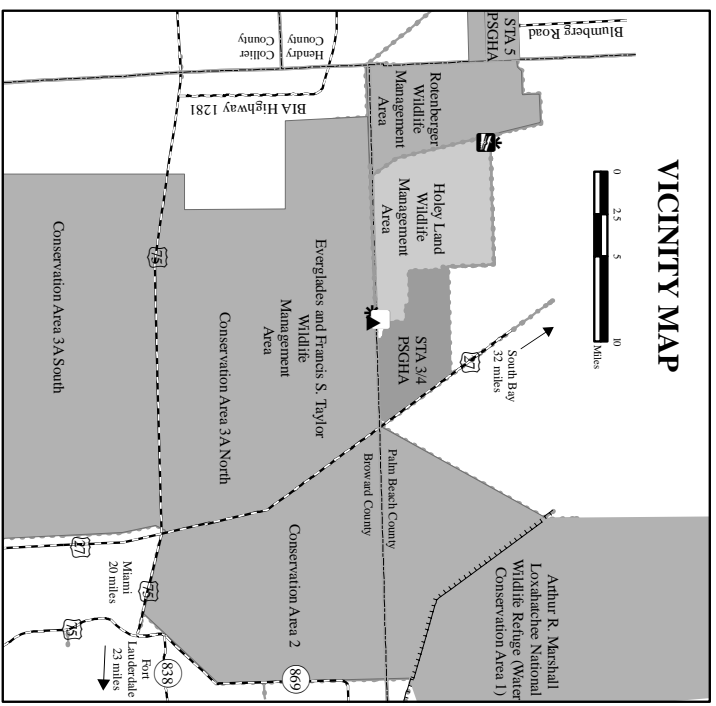 VICINITY MAP
0 2.5 5 10
Miles
Blumberg Road
STA 5
PSGHA
Hendry
County
Collier
County
BIA Highway 1281
Rotenberger
Wildlife
Management
Area
Holey Land
Wildlife
Management
Area
STA 3/4
PSGHA
South Bay
32 miles
27
Palm Beach County
Broward County
Arthur R. Marshall
Loxahatchee National
Wildlife Refuge (Water
Conservation Area 1)
Everglades and Francis S. Taylor
Wildlife
Management
Area
Conservation Area 3A North
Conservation Area 2
75
Conservation Area 3A South
27
Miami
20 miles
75
75
Fort
Lauderdale
23 miles
838
869